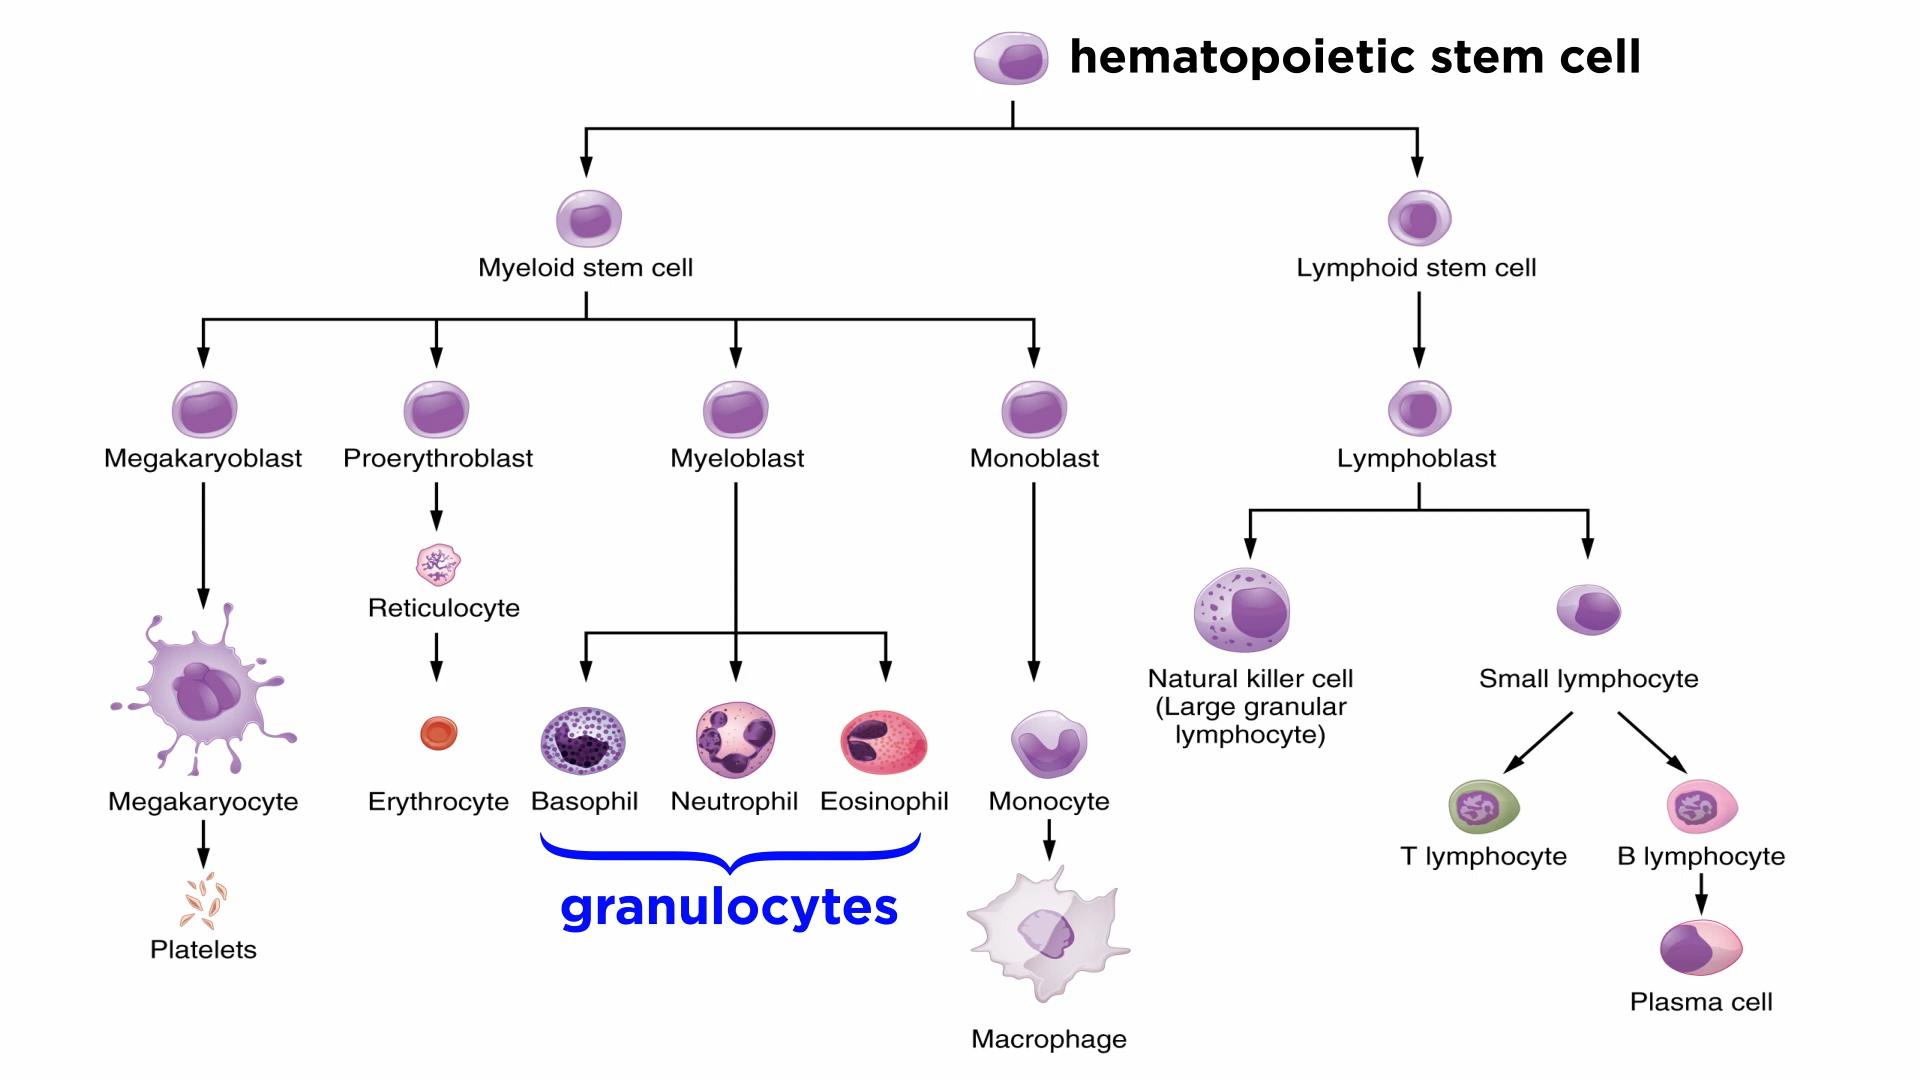 hematopoietic stem cell
Myeloid stem cell
Lymphoid stem cell
Megakaryoblast
Proerythroblast
Myeloblast
Monoblast
Lymphoblast
Reticulocyte
Natural killer cell
(Large granular
lymphocyte)
Small lymphocyte
Megakaryocyte
Erythrocyte
Basophil
Neutrophil
Eosinophil
Monocyte
T lymphocyte
B lymphocyte
granulocytes
Platelets
Plasma cell
Macrophage